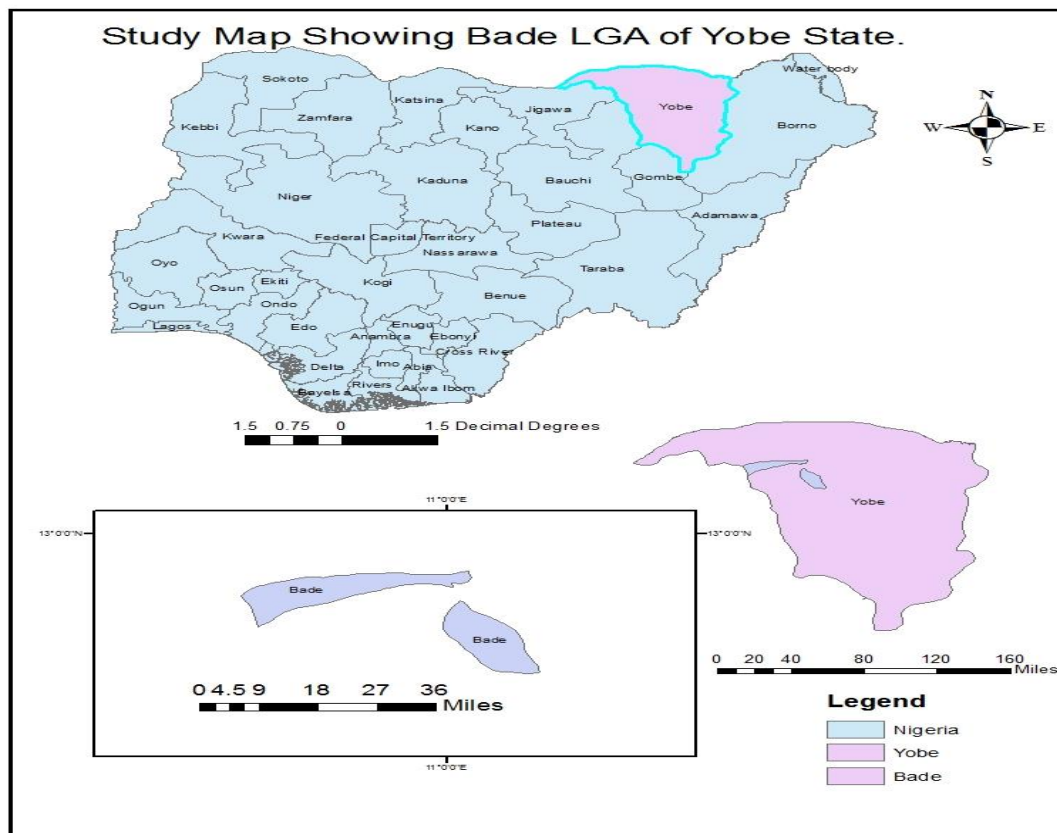 Study Map Showing Bade LGA of Yobe State.
Water body
Sokoto
Katsina
Jigawa
Yobe
Zamfara
Kebbi
Kano
Borno
N
W
E
S
Kaduna
Bauchi
Gombe
Niger
Adamawa
Plateau
Kwara
Federal Capital Territory
Nassarawa
Oyo
Taraba
Osun
Ekiti
Kogi
Benue
Ogun
Ondo
Lagos
Edo
Enugu
Anambra
Ebonyi
Cross River
Delta
Imo
Abia
Rivers
Akwa Ibom
Bayelsa
1.5 0.75 0 1.5 Decimal Degrees
Yobe
11°0'0"E
13°0'0"N
13°0'0"N
Bade
Bade
0 4.5 9 18 27 36
Miles
11°0'0"E
0 20 40 80 120 160
Miles
Legend
Nigeria
Yobe
Bade